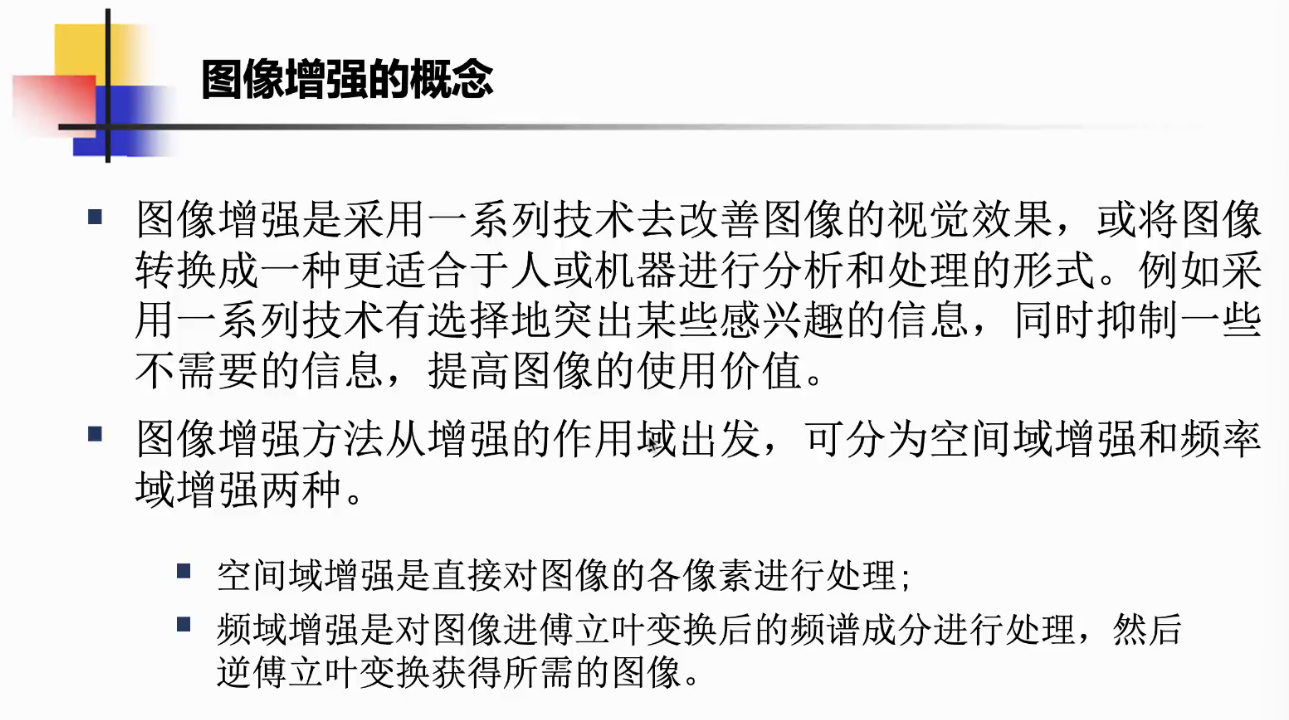 图像增强的概念
图像增强是采用一系列技术去改善图像的视觉效果，或将图像
转换成一种更适合于人或机器进行分析和处理的形式。例如采
用一系列技术有选择地突出某些感兴趣的信息，同时抑制一些
不需要的信息，提高图像的使用价值。
图像增强方法从增强的作用域出发，可分为空间域增强和频率
域增强两种。
空间域增强是直接对图像的各像素进行处理;
频域增强是对图像进傅立叶变换后的频谱成分进行处理，然后
逆傅立叶变换获得所需的图像。